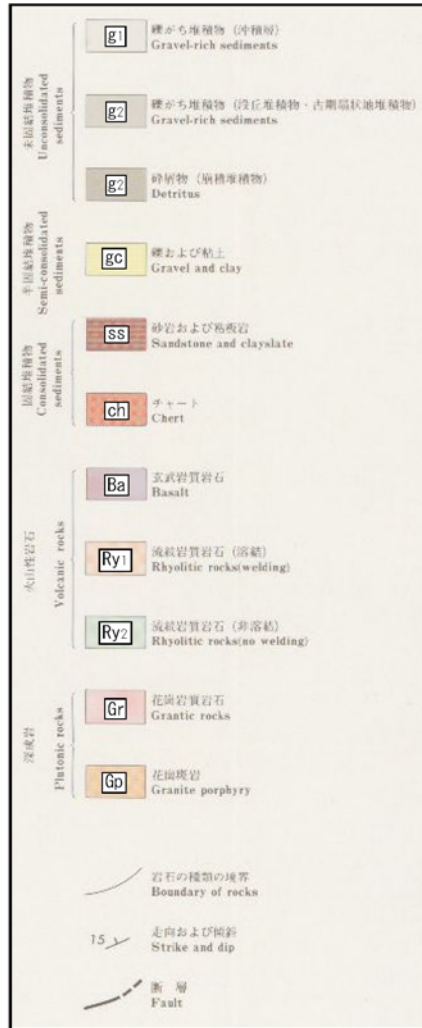 未固結堆積物
Unconsolidated
sediments
g1
礫がち堆積物（沖積層）
Gravel-rich sediments
g2
礫がち堆積物（段丘堆積物・古期扇状地堆積物）
Gravel-rich sediments
g2
砕屑物（崩積堆積物）
Detritus
半固結堆積物
Semi-consolidated
sediments
gc
礫および粘土
Gravel and clay
固結堆積物
Consolidated
sediments
ss
砂岩および粘板岩
Sandstone and clayslate
ch
チャート
Chert
火山性岩石
Volcanic rocks
Ba
玄武岩質岩石
Basalt
Ry1
流紋岩質岩石（溶結）
Rhyolitic rocks(welding)
Ry2
流紋岩質岩石（非溶結）
Rhyolitic rocks(no welding)
深成岩
Plutonic rocks
Gr
花崗岩質岩石
Grantic rocks
Gp
花崗斑岩
Granite porphyry
岩石の種類の境界
Boundary of rocks
15
走向および傾斜
Strike and dip
断層
Fault